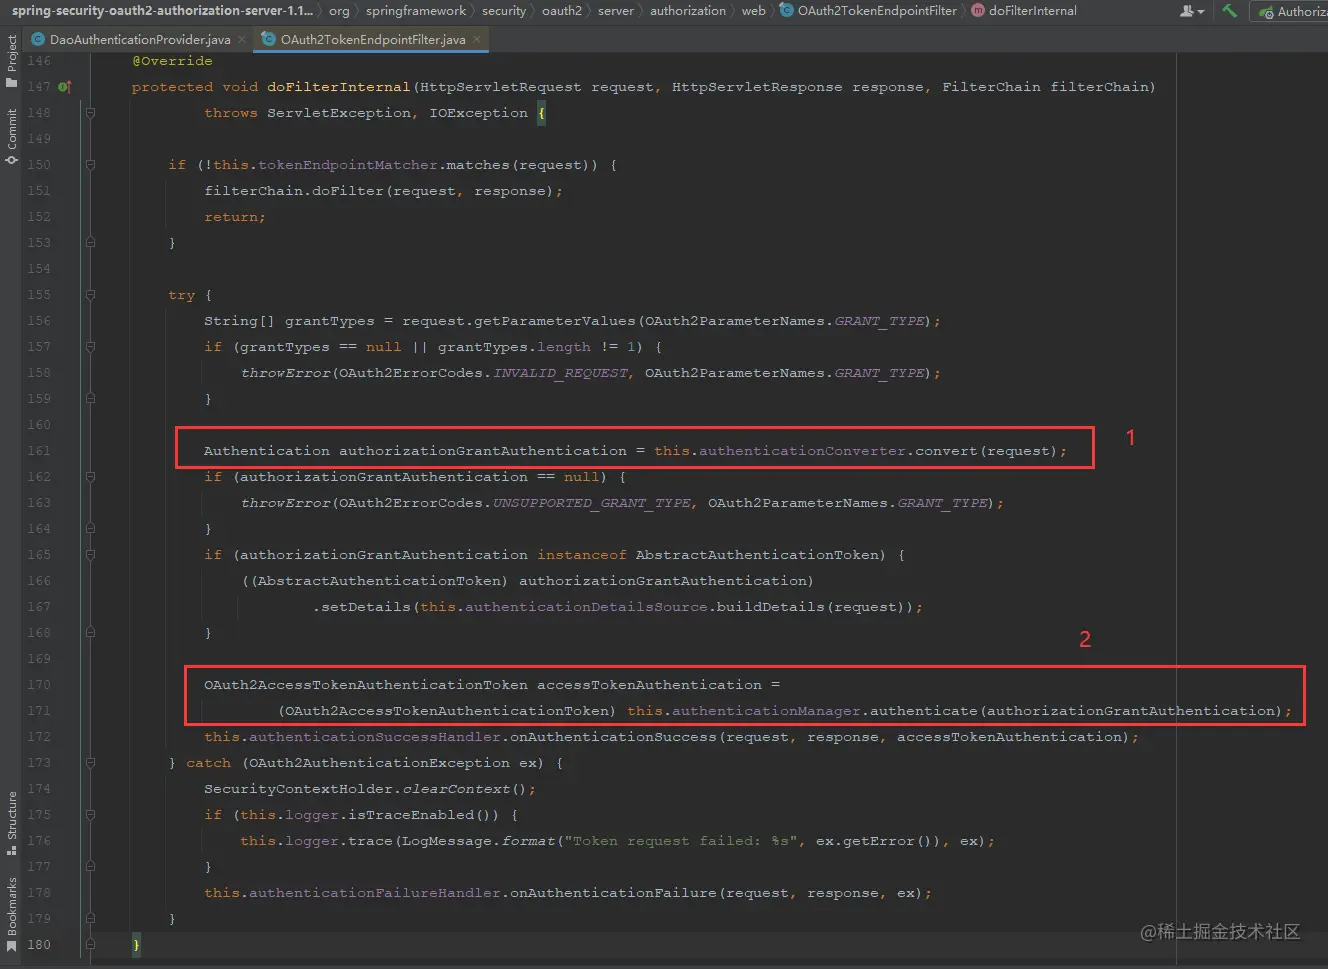 spring-security-oauth2-authorization-server-1.1... org springframework security oauth2 server authorization web OAuth2TokenEndpointFilter doFilterInternal Authoriz
DaoAuthenticationProvider.java OAuth2TokenEndpointFilter.java
Project
Commit
Structure
Bookmarks
146 @Override
147 protected void doFilterInternal(HttpServletRequest request, HttpServletResponse response, FilterChain filterChain)
148 throws ServletException, IOException {
149
150 if (!this.tokenEndpointMatcher.matches(request)) {
151 filterChain.doFilter(request, response);
152 return;
153 }
154
155 try {
156 String[] grantTypes = request.getParameterValues(OAuth2ParameterNames.GRANT_TYPE);
157 if (grantTypes == null || grantTypes.length != 1) {
158 throwError(OAuth2ErrorCodes.INVALID_REQUEST, OAuth2ParameterNames.GRANT_TYPE);
159 }
160
1
161 Authentication authorizationGrantAuthentication = this.authenticationConverter.convert(request);
162 if (authorizationGrantAuthentication == null) {
163 throwError(OAuth2ErrorCodes.UNSUPPORTED_GRANT_TYPE, OAuth2ParameterNames.GRANT_TYPE);
164 }
165 if (authorizationGrantAuthentication instanceof AbstractAuthenticationToken) {
166 ((AbstractAuthenticationToken) authorizationGrantAuthentication)
167 .setDetails(this.authenticationDetailsSource.buildDetails(request));
168 }
2
169
170 OAuth2AccessTokenAuthenticationToken accessTokenAuthentication =
171 (OAuth2AccessTokenAuthenticationToken) this.authenticationManager.authenticate(authorizationGrantAuthentication);
172 this.authenticationSuccessHandler.onAuthenticationSuccess(request, response, accessTokenAuthentication);
173 } catch (OAuth2AuthenticationException ex) {
174 SecurityContextHolder.clearContext();
175 if (this.logger.isTraceEnabled()) {
176 this.logger.trace(LogMessage.format("Token request failed: %s", ex.getError()), ex);
177 }
178 this.authenticationFailureHandler.onAuthenticationFailure(request, response, ex);
179 }
180 }
@稀土掘金技术社区